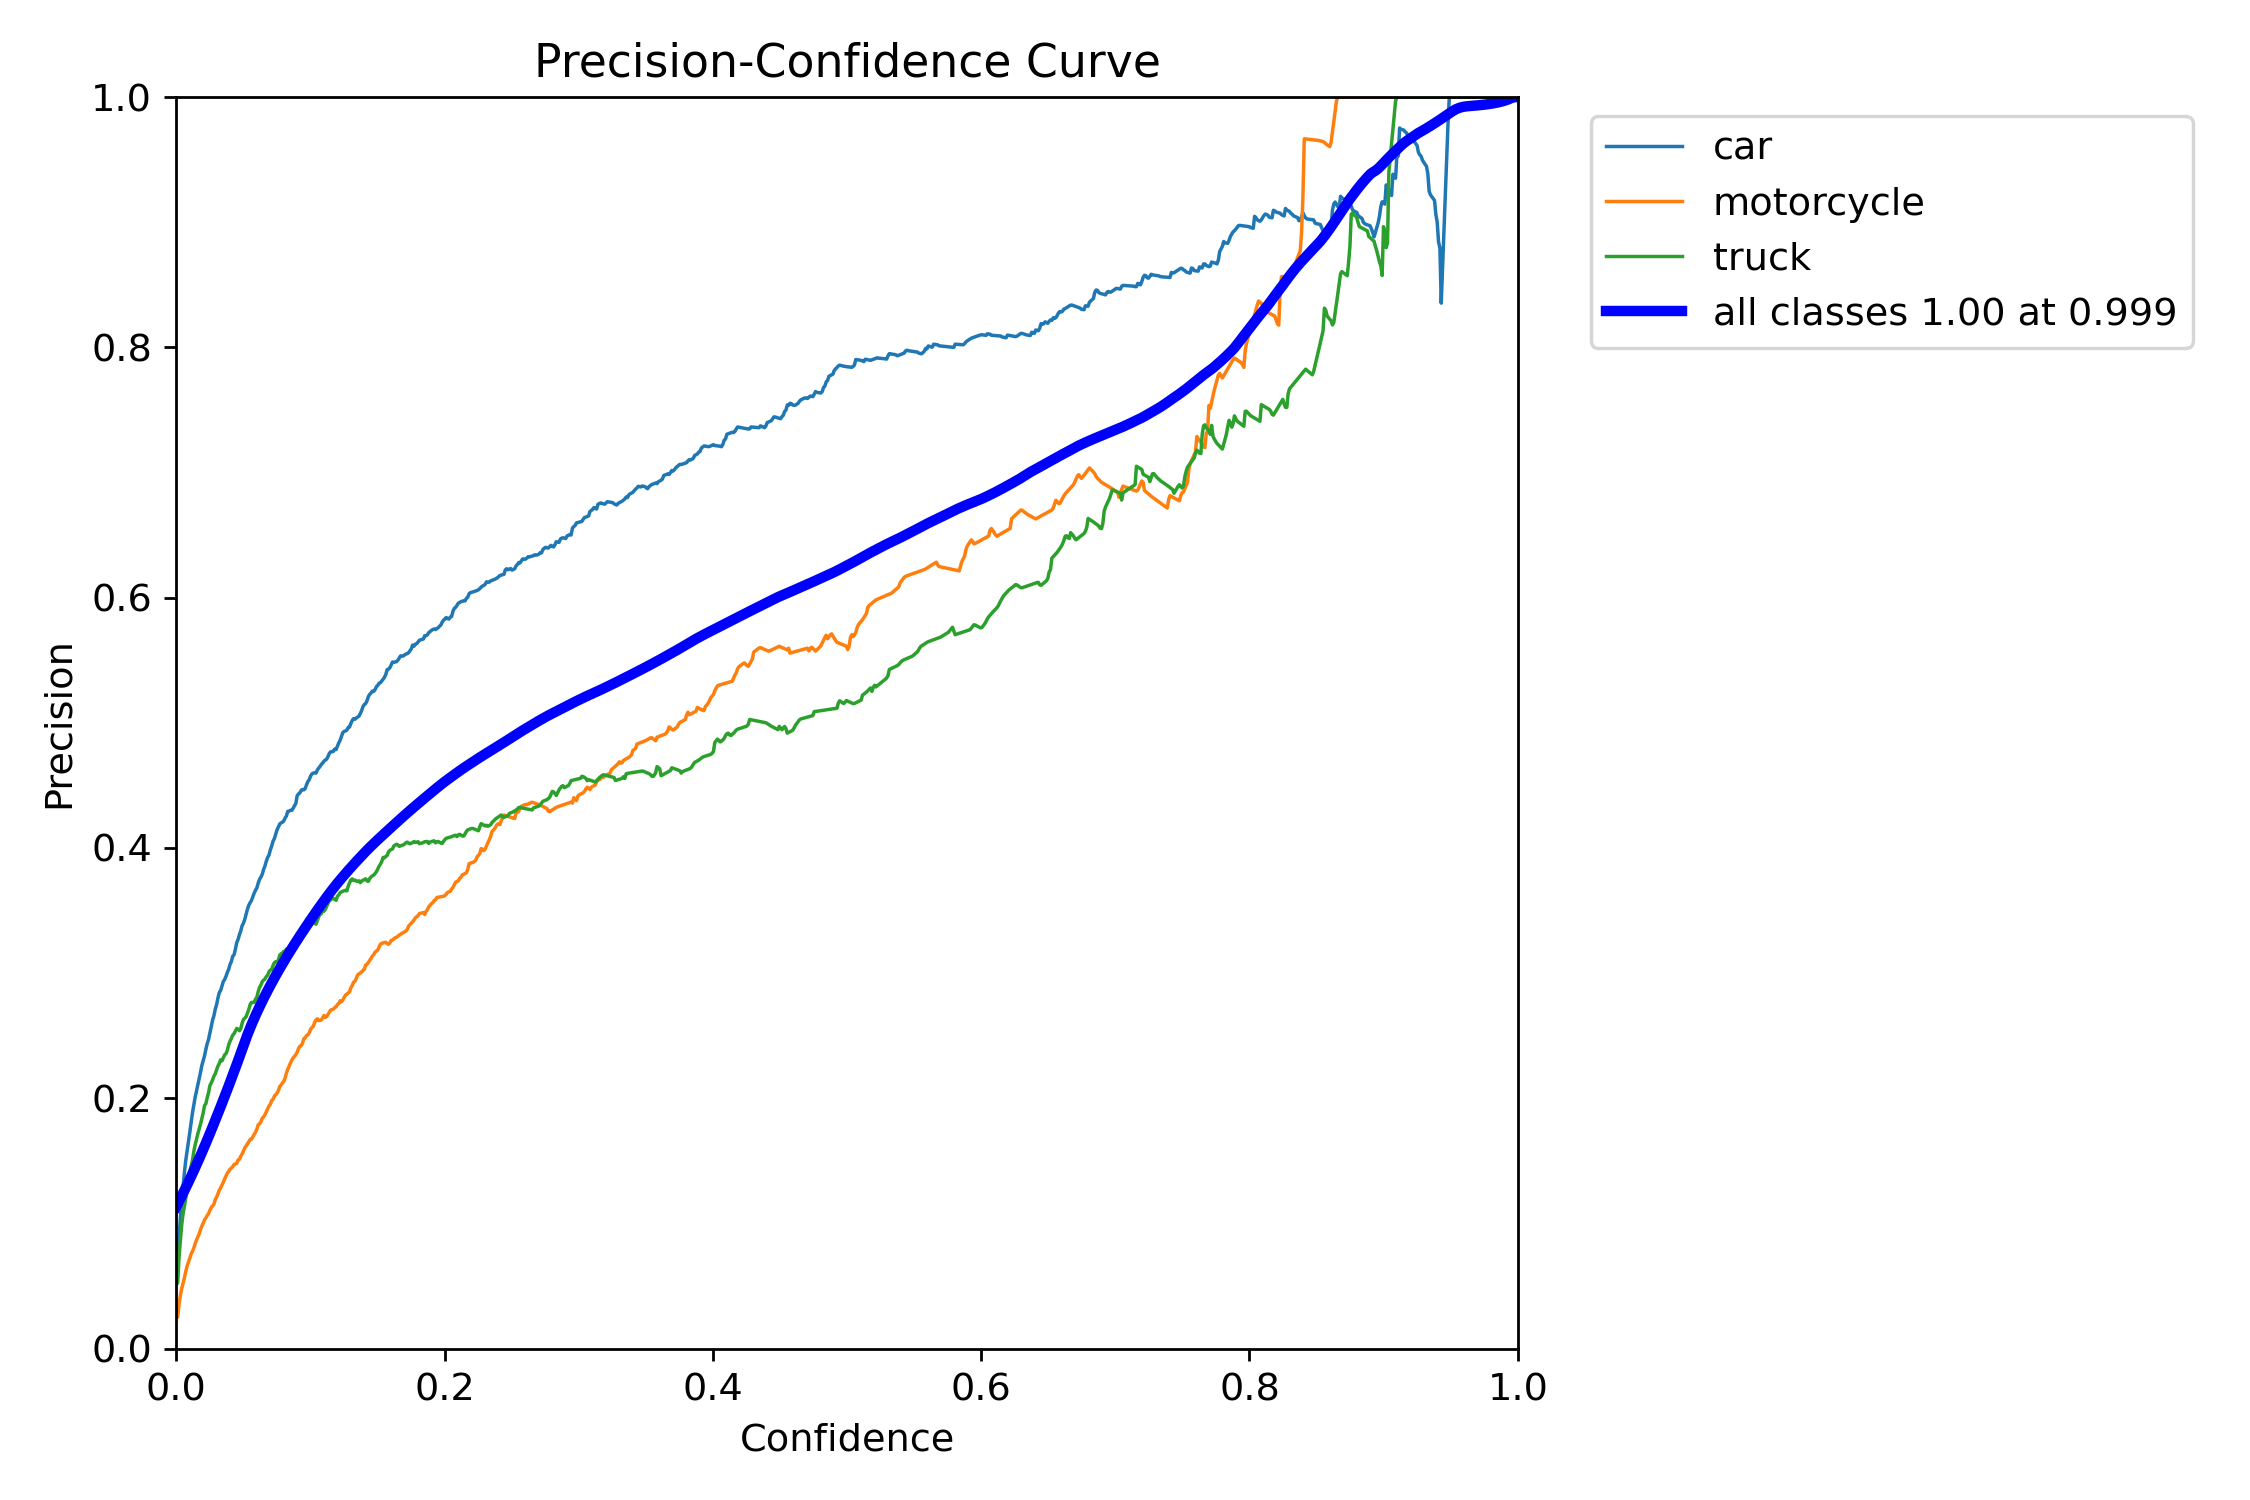 Precision-Confidence Curve
1.0
0.8
0.6
0.4
0.2
0.0
Precision
0.0 0.2 0.4 0.6 0.8 1.0
Confidence
car
motorcycle
truck
all classes 1.00 at 0.999